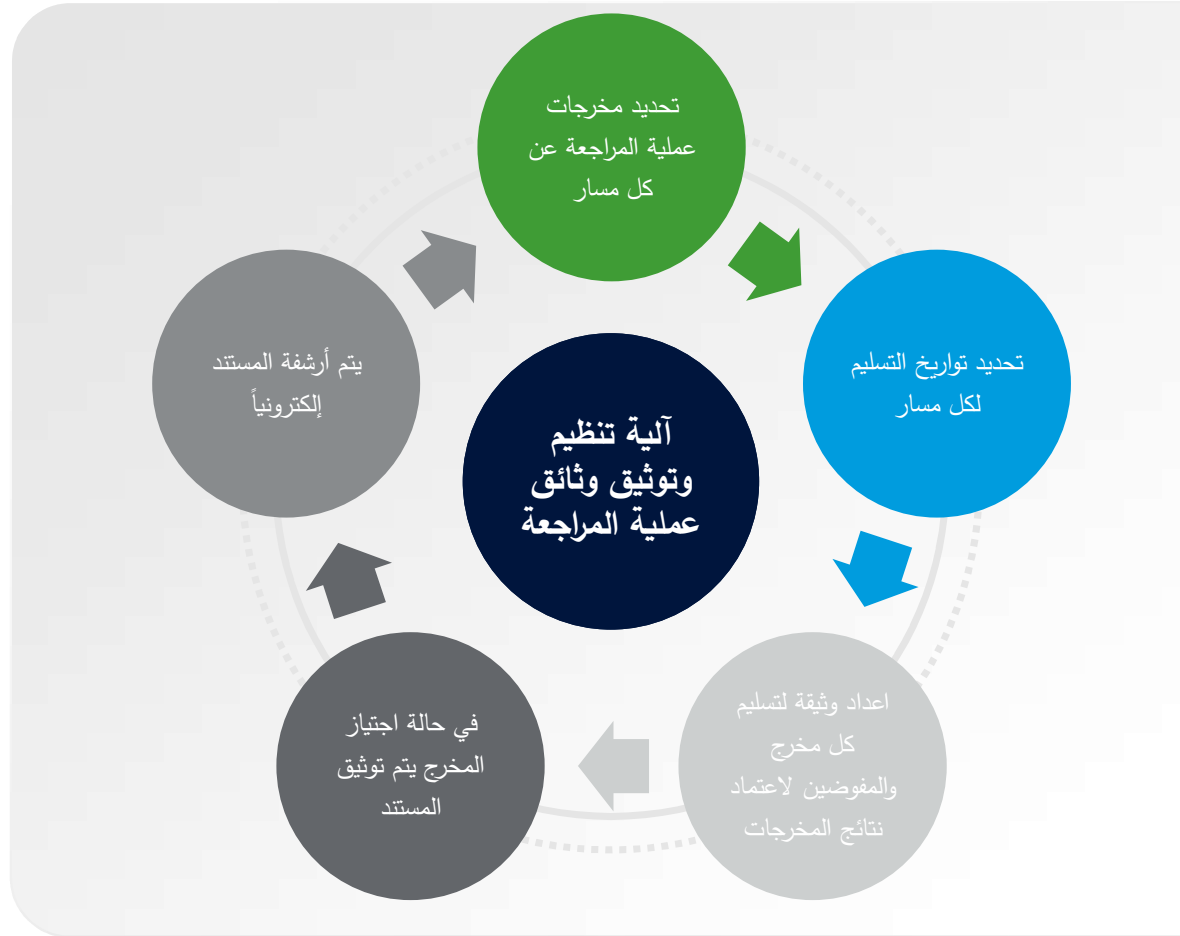 تحديد مخرجات
عملية المراجعة عن
كل مسار
تحديد تواريخ التسليم
لكل مسار
اعداد وثيقة لتسليم
كل مخرج
والمفوضين لاعتماد
نتائج المخرجات
في حالة اجتياز
المخرج يتم توثيق
المستند
يتم أرشفة المستند
إلكترونياً
آلية تنظيم
وتوثيق وثائق
عملية المراجعة